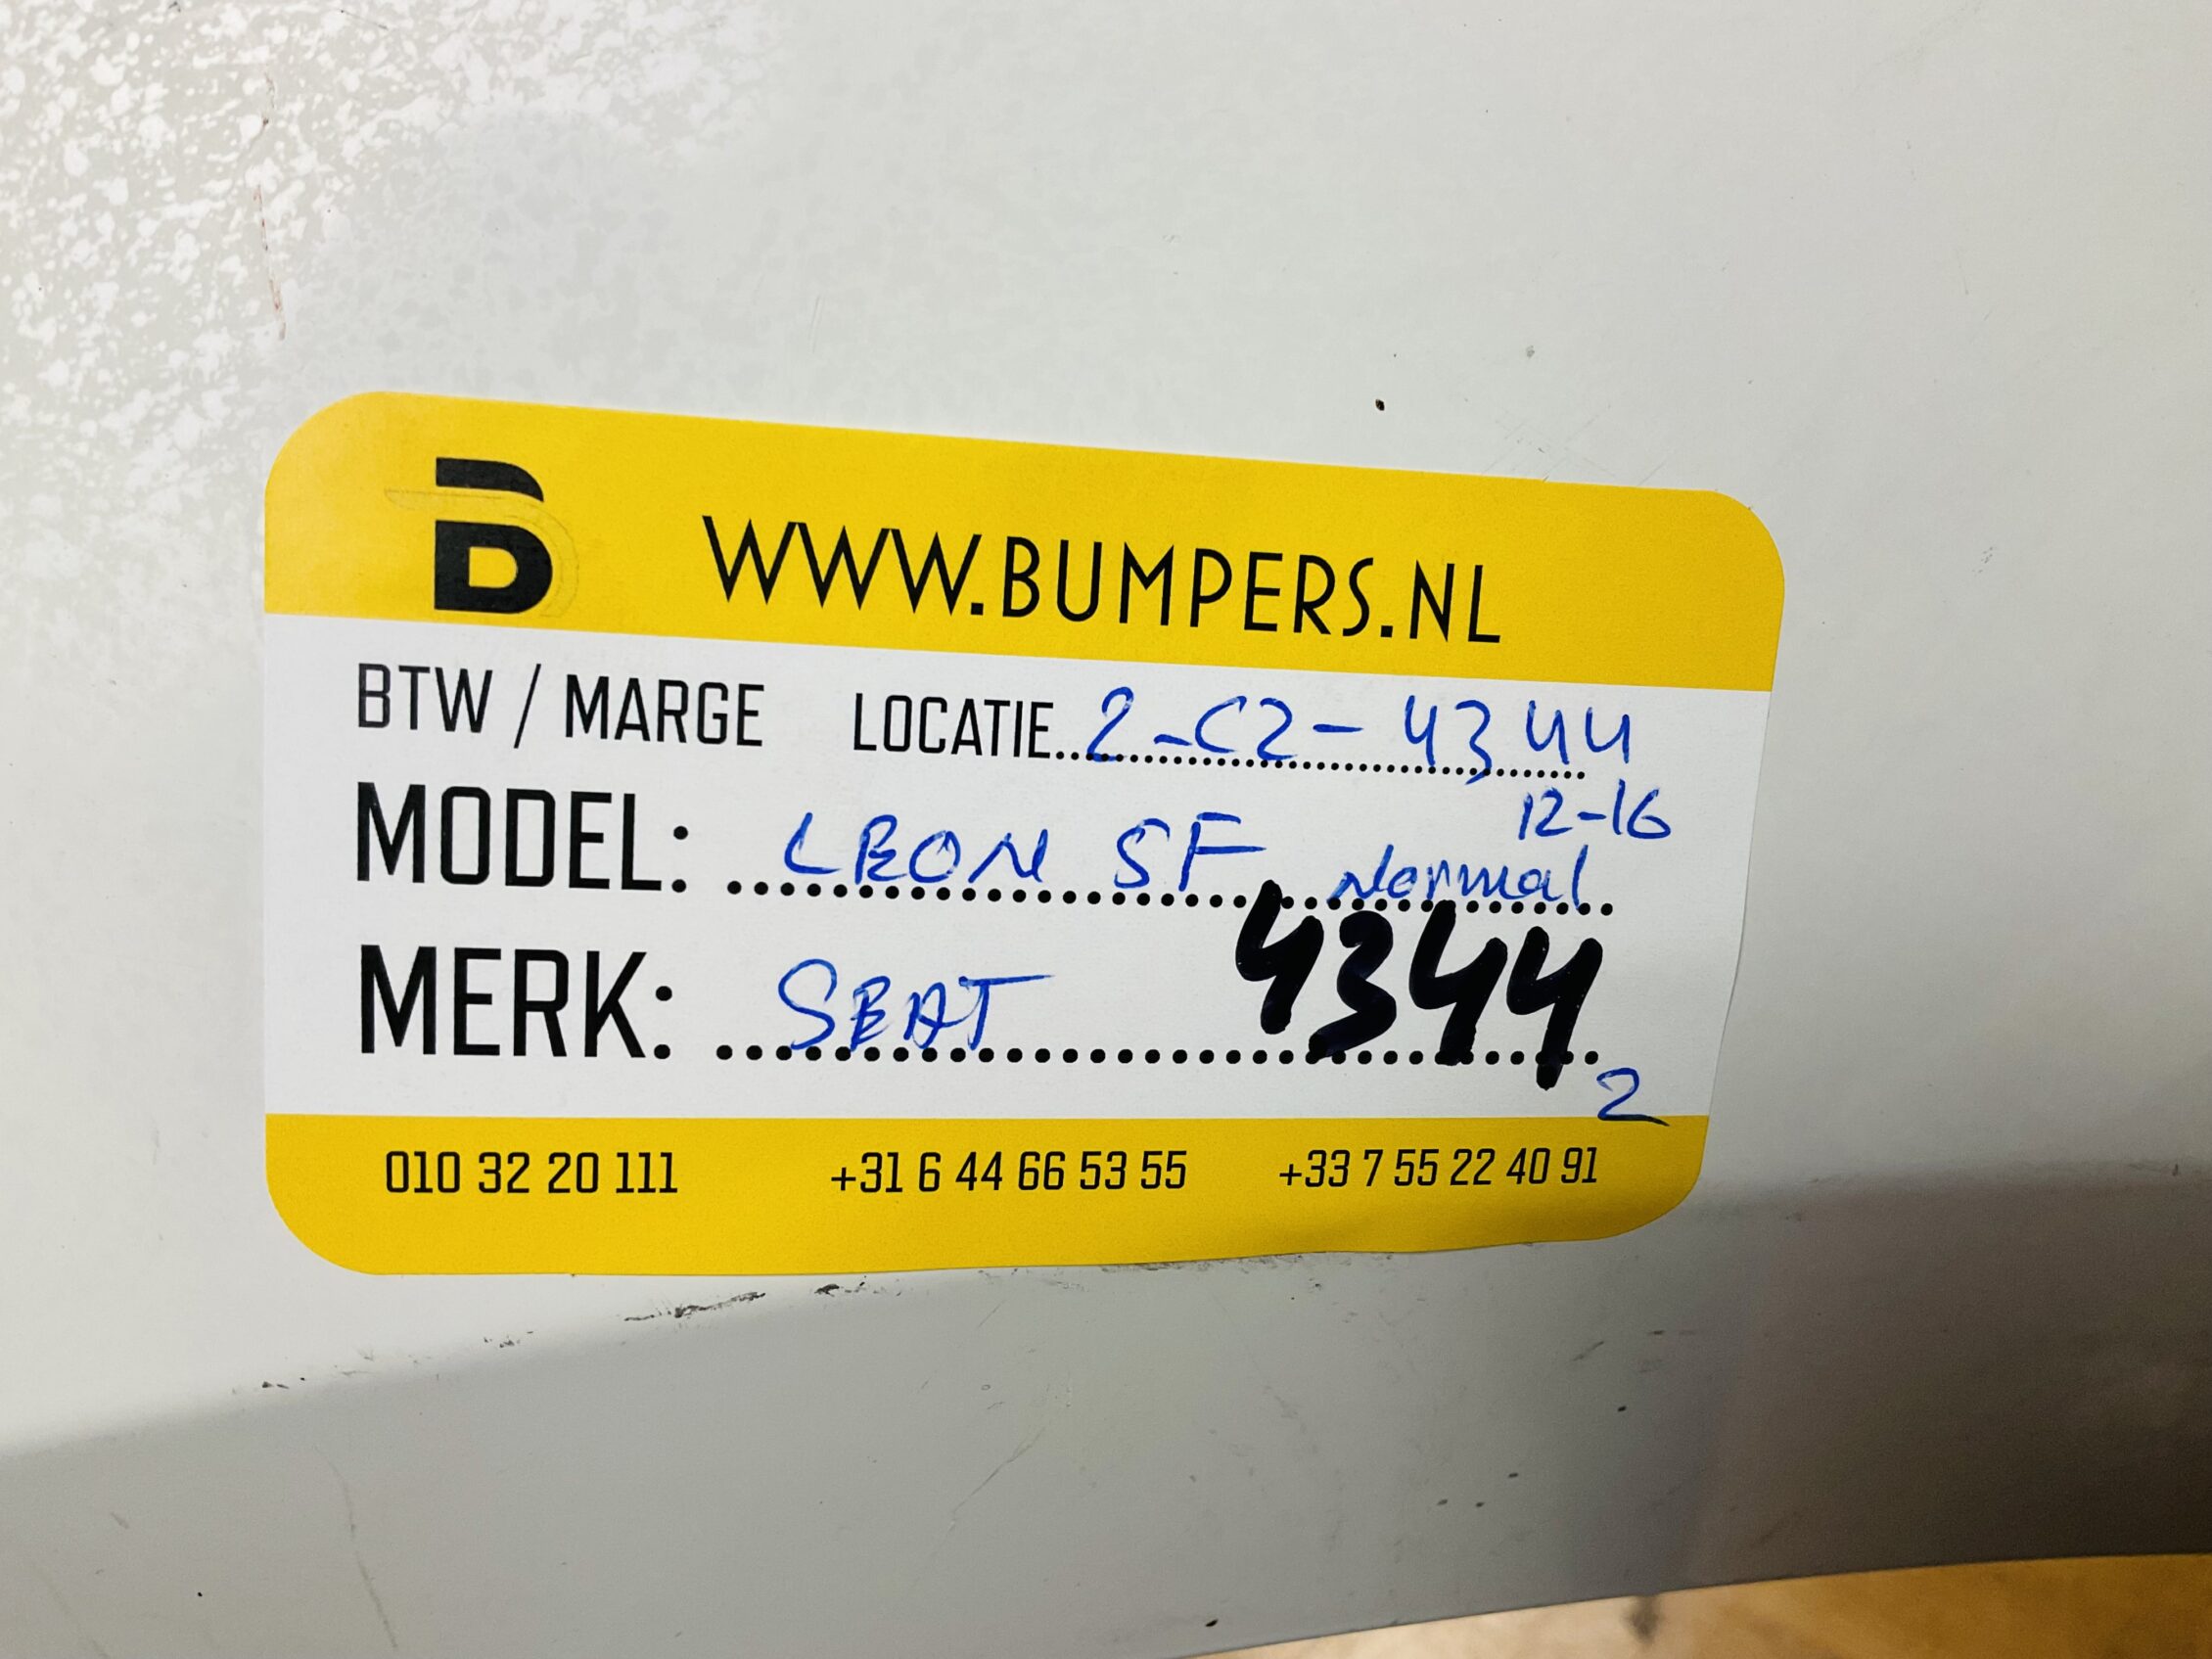 B WWW.BUMPERS.NL
BTW / MARGE LOCATIE..2-C2-4344
12-16
MODEL: LEON 5F Normal
4344
MERK: SEAT
2
010 32 20 111 +31 6 44 66 53 55 +33 7 55 22 40 91